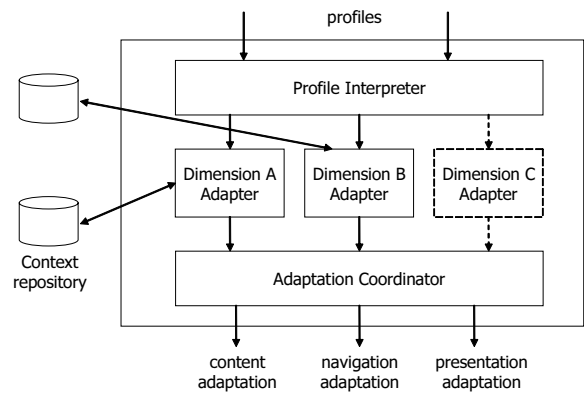 profiles
Profile Interpreter
Dimension A
Adapter
Dimension B
Adapter
Dimension C
Adapter
Context
repository
Adaptation Coordinator
content
adaptation
navigation
adaptation
presentation
adaptation